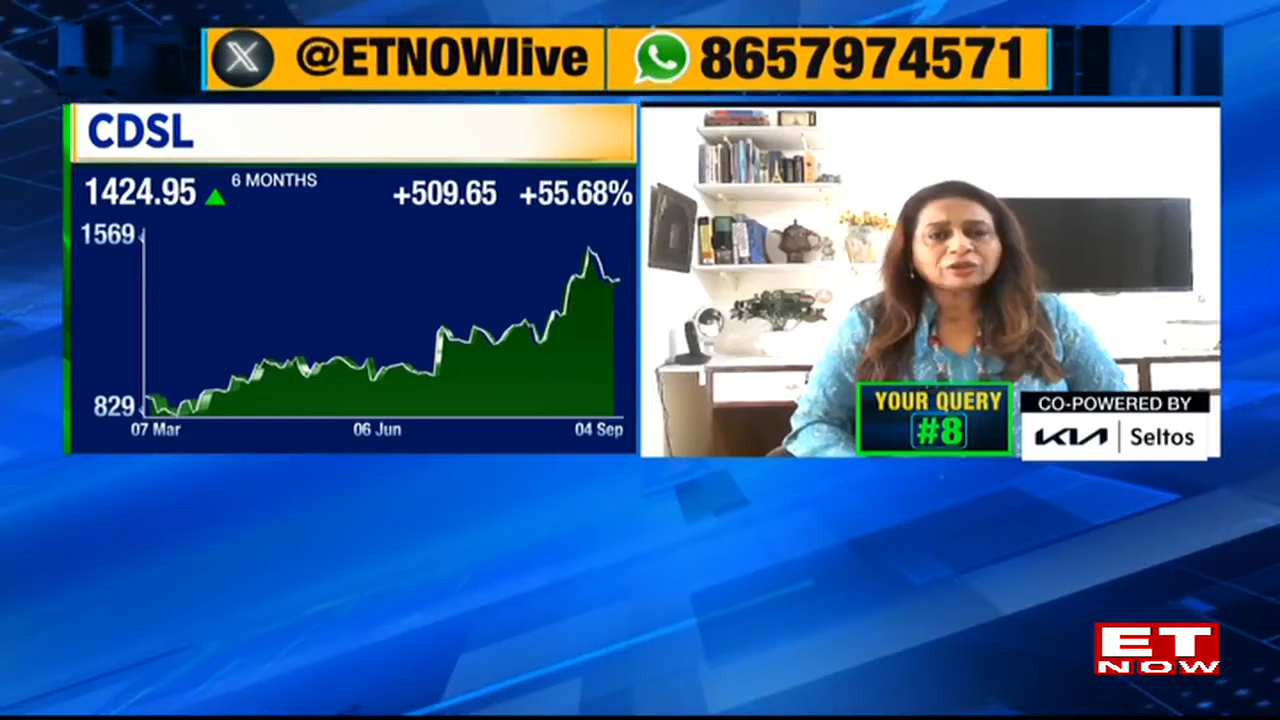 @ETNOWlive
8657974571
CDSL
1424.95 6 MONTHS +509.65 +55.68%
1569
829
07 Mar 06 Jun 04 Sep
YOUR QUERY
#8
CO-POWERED BY
KIA Seltos
ET
NOW